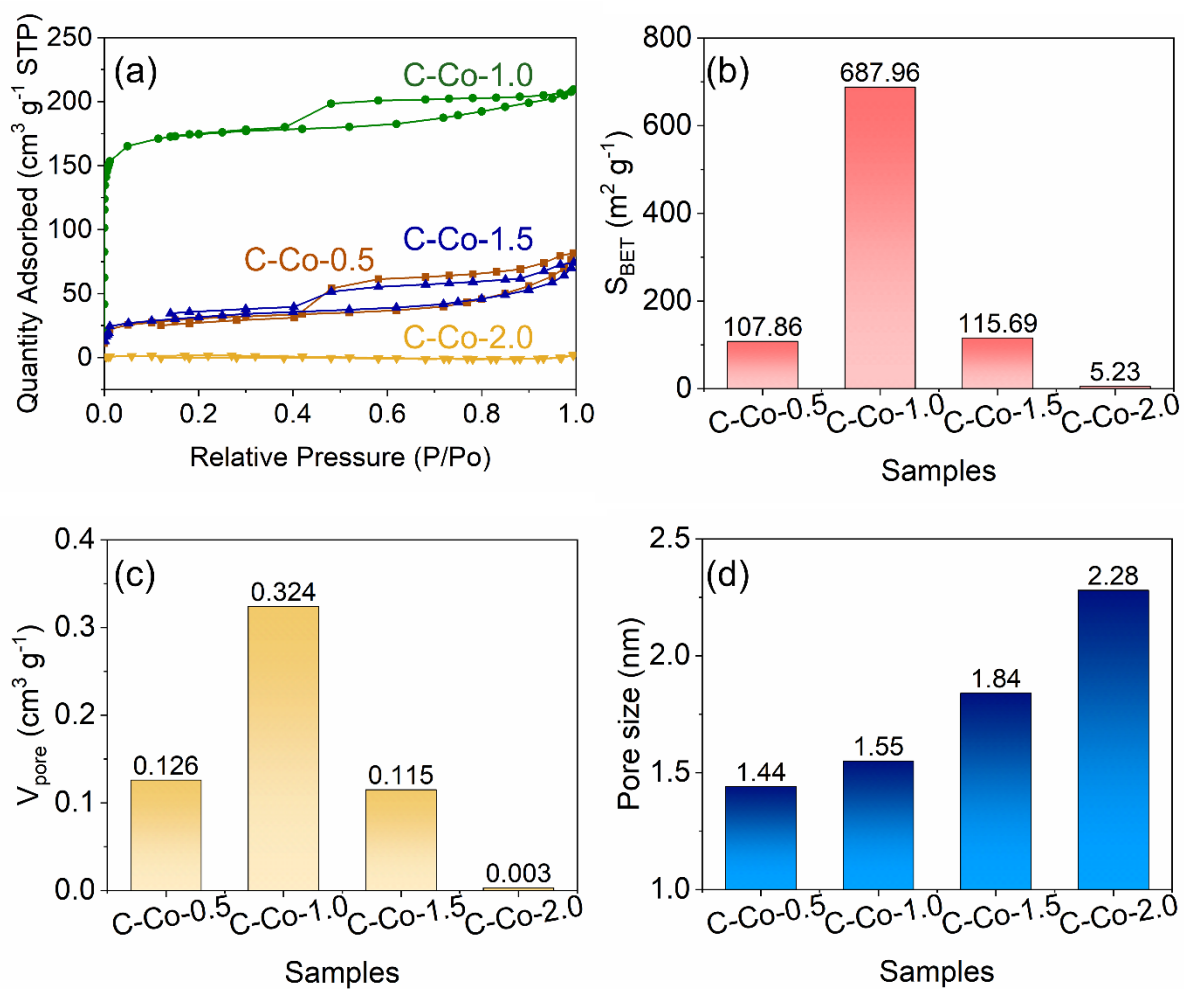 (a)
C-Co-1.0
C-Co-1.5
C-Co-0.5
C-Co-2.0
250
200
150
100
50
0
0.0 0.2 0.4 0.6 0.8 1.0
Quantity Adsorbed (cm³ g⁻¹ STP)
Relative Pressure (P/Po)
(b)
800
600
400
200
0
107.86
687.96
115.69
5.23
C-Co-0.5 C-Co-1.0 C-Co-1.5 C-Co-2.0
S_BET (m² g⁻¹)
Samples
(c)
0.4
0.3
0.2
0.1
0.0
0.126
0.324
0.115
0.003
C-Co-0.5 C-Co-1.0 C-Co-1.5 C-Co-2.0
V_pore (cm³ g⁻¹)
Samples
(d)
2.5
2.0
1.5
1.0
1.44
1.55
1.84
2.28
C-Co-0.5 C-Co-1.0 C-Co-1.5 C-Co-2.0
Pore size (nm)
Samples